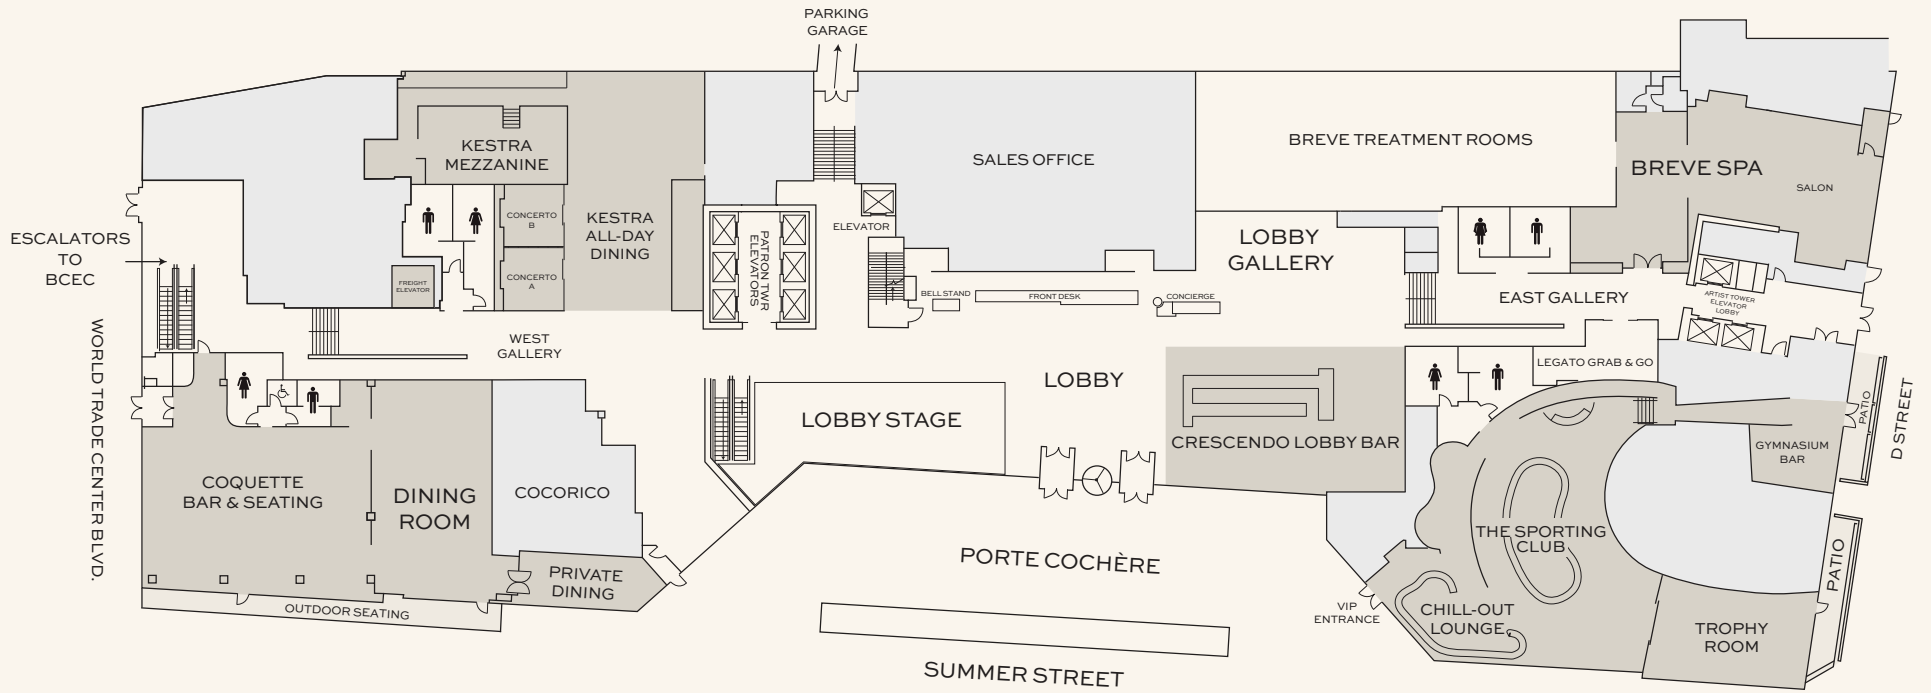 PARKING
GARAGE
KESTRA
MEZZANINE
SALES OFFICE
BREVE TREATMENT ROOMS
BREVE SPA
SALON
CONCERTO
B
KESTRA
ALL-DAY
DINING
PATRON TWR
ELEVATORS
ELEVATOR
LOBBY
GALLERY
ESCALATORS
TO
BCEC
FREIGHT
ELEVATOR
CONCERTO
A
BELL STAND
FRONT DESK
CONCIERGE
EAST GALLERY
ARTIST TOWER
ELEVATOR
LOBBY
WEST
GALLERY
LEGATO GRAB & GO
WORLD TRADE CENTER BLVD.
LOBBY
LOBBY STAGE
CRESCENDO LOBBY BAR
PATIO
D STREET
GYMNASIUM
BAR
COQUETTE
BAR & SEATING
DINING
ROOM
COCORICO
THE SPORTING
CLUB
PORTE COCHÈRE
PRIVATE
DINING
OUTDOOR SEATING
VIP
ENTRANCE
CHILL-OUT
LOUNGE
TROPHY
ROOM
PATIO
SUMMER STREET